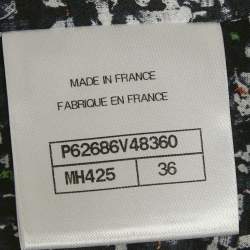 MADE IN FRANCE
FABRIQUE EN FRANCE
P62686V48360
MH425 36